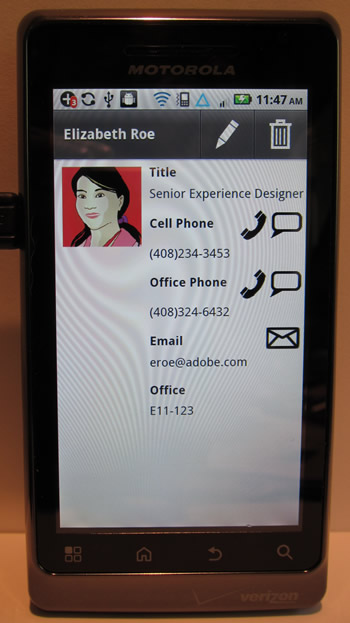 MOTOROLA
3
11:47 AM
Elizabeth Roe
Title
Senior Experience Designer
Cell Phone
(408)234-3453
Office Phone
(408)324-6432
Email
eroe@adobe.com
Office
E11-123
verizon